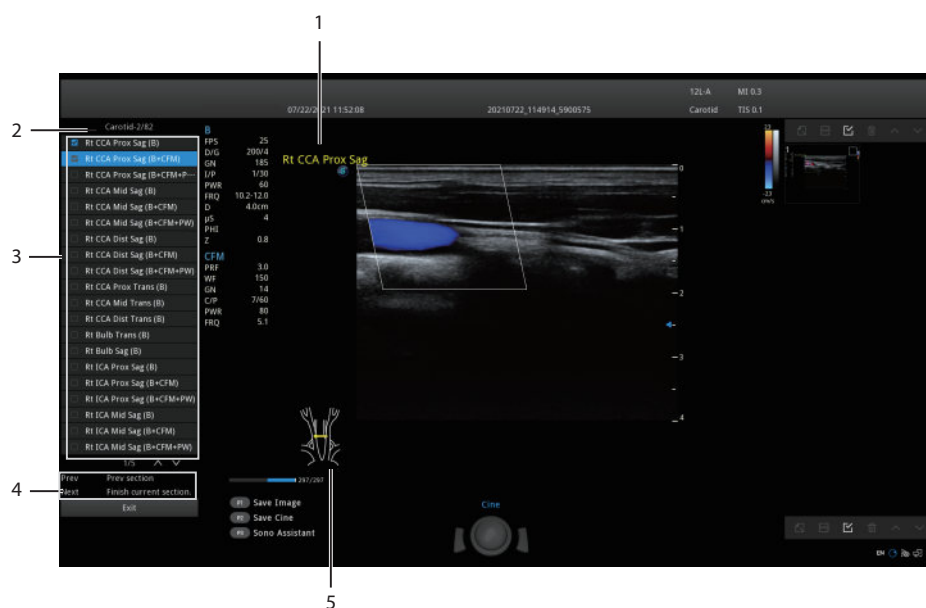 1
12L-A MI 0.3
07/22/2021 11:52:08 20210722_114914_5900575 Carotid TIS 0.1
2
Carotid-2/82
Rt CCA Prox Sag (B)
Rt CCA Prox Sag (B+CFM)
Rt CCA Prox Sag (B+CFM+P···
Rt CCA Mid Sag (B)
Rt CCA Mid Sag (B+CFM)
Rt CCA Mid Sag (B+CFM+PW)
Rt CCA Dist Sag (B)
Rt CCA Dist Sag (B+CFM)
Rt CCA Dist Sag (B+CFM+PW)
Rt CCA Prox Trans (B)
Rt CCA Mid Trans (B)
Rt CCA Dist Trans (B)
Rt Bulb Trans (B)
Rt Bulb Sag (B)
Rt ICA Prox Sag (B)
Rt ICA Prox Sag (B+CFM)
Rt ICA Prox Sag (B+CFM+PW)
Rt ICA Mid Sag (B)
Rt ICA Mid Sag (B+CFM)
Rt ICA Mid Sag (B+CFM+PW)
1/5
3
4
Prev Prev section
Next Finish current section.
Exit
B
FPS 25
D/G 200/4
GN 185
I/P 1/30
PWR 60
FRQ 10.2-12.0
D 4.0cm
µS 4
PHI
Z 0.8
CFM
PRF 3.0
WF 150
GN 14
C/P 7/60
PWR 80
FRQ 5.1
Rt CCA Prox Sag
0
1
2
3
4
23
-23
cm/s
1
297/297
P1 Save Image
P2 Save Cine
P3 Sono Assistant
Cine
EN
5